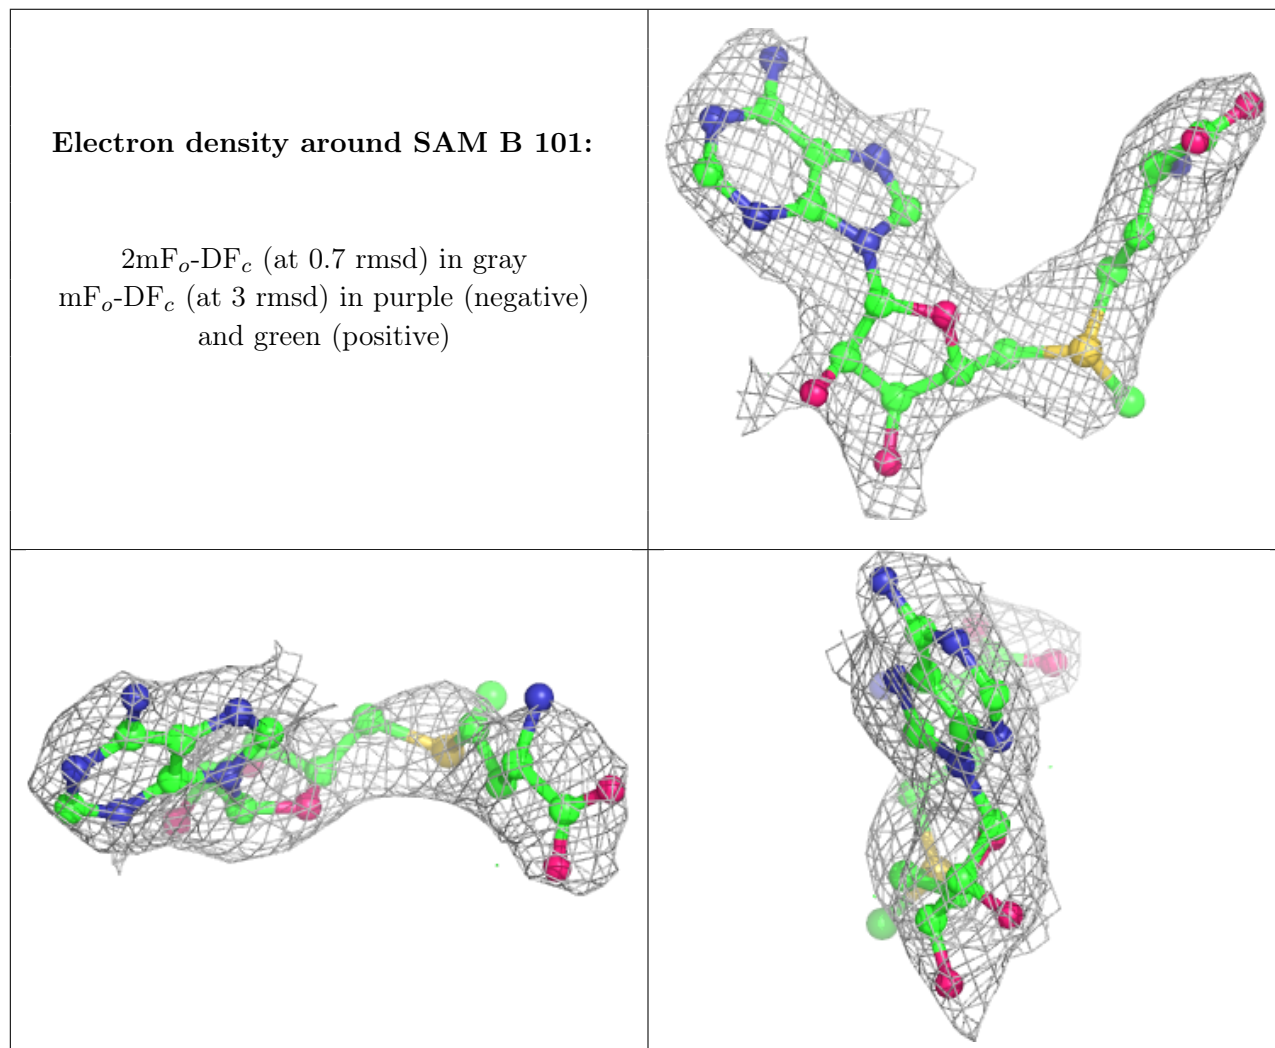 Electron density around SAM B 101:
2mFo-DFc (at 0.7 rmsd) in gray
mFo-DFc (at 3 rmsd) in purple (negative)
and green (positive)